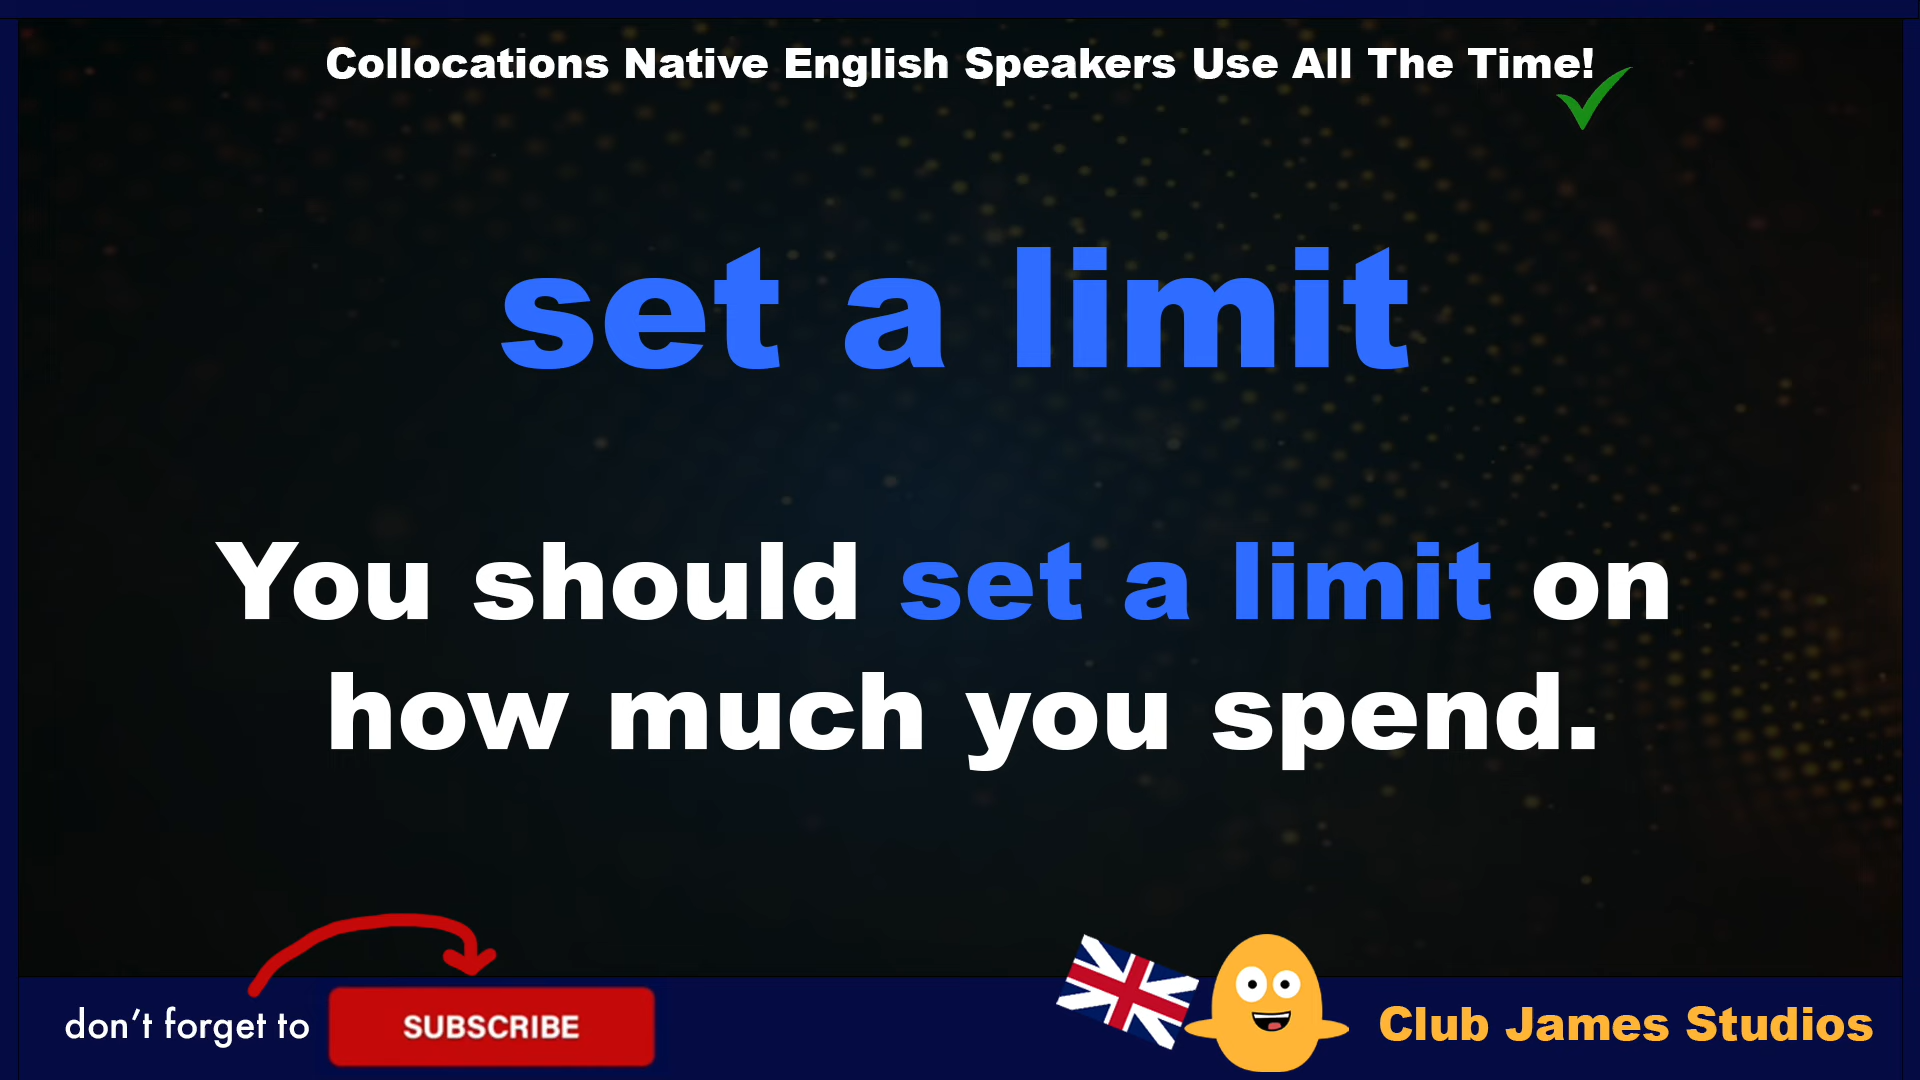 Collocations Native English Speakers Use All The Time!
set a limit
You should set a limit on
how much you spend.
don't forget to
SUBSCRIBE
Club James Studios